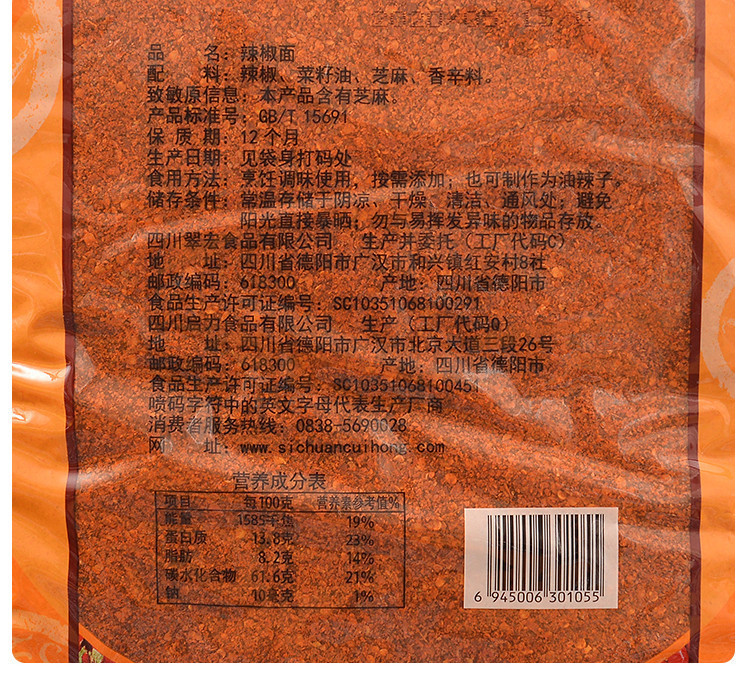 品 名：辣椒面
配 料：辣椒、菜籽油、芝麻、香辛料。
致敏原信息：本产品含有芝麻。
产品标准号：GB/T 15691
保 质 期：12个月
生产日期：见袋身打码处
食用方法：烹饪调味使用，按需添加；也可制作为油辣子。
储存条件：常温存储于阴凉、干燥、清洁、通风处；避免
阳光直接暴晒；勿与易挥发异味的物品存放。
四川翠宏食品有限公司 生产并委托（工厂代码C）
地 址：四川省德阳市广汉市和兴镇红安村8社
邮政编码：618300 产地：四川省德阳市
食品生产许可证编号：SC10351068100291
四川启力食品有限公司 生产（工厂代码Q）
地 址：四川省德阳市广汉市北京大道三段26号
邮政编码：618300 产地：四川省德阳市
食品生产许可证编号：SC10351068100451
喷码字符中的英文字母代表生产厂商
消费者服务热线：0838-5690028
网 址：www.sichuancuihong.com
营养成分表
项目 每100克 营养素参考值%
能量 1585千焦 19%
蛋白质 13.8克 23%
脂肪 8.2克 14%
碳水化合物 61.6克 21%
钠 10毫克 1%
6 945006 301055